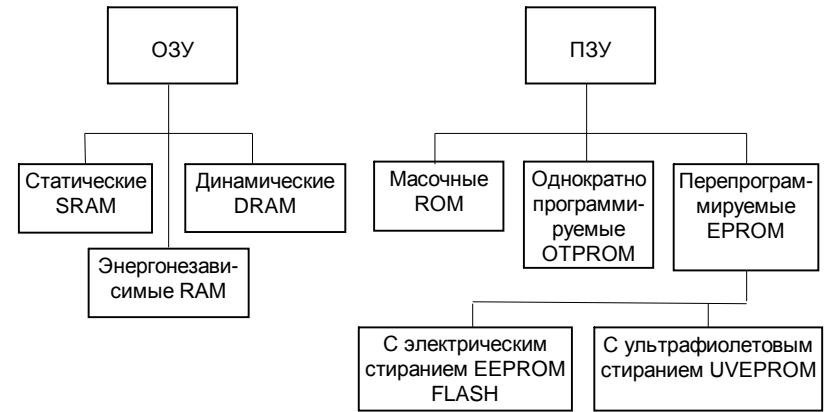 ОЗУ
ПЗУ
Статические
SRAM
Динамические
DRAM
Энергонезави-
симые RAM
Масочные
ROM
Однократно
программи-
руемые
OTPROM
Перепрограм-
мируемые
EPROM
С электрическим
стиранием EEPROM
FLASH
С ультрафиолетовым
стиранием UVEPROM